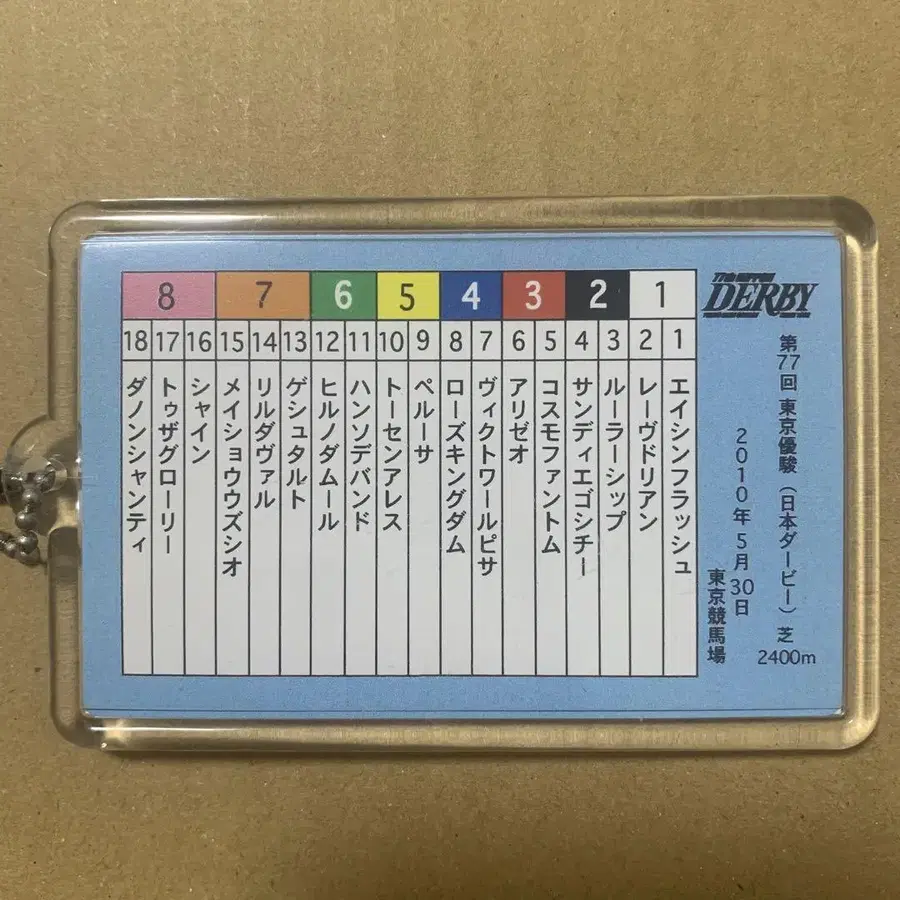 DERBY
第77回 東京優駿（日本ダービー）芝2400m
2010年5月30日
東京競馬場
1 2 3 4 5 6 7 8
1 エイシンフラッシュ
2 レーヴドリアン
3 ルーラーシップ
4 サンディエゴシチー
5 コスモファントム
6 アリゼオ
7 ヴィクトワールピサ
8 ローズキングダム
9 ペルーサ
10 トーセンアレス
11 ハンソデバンド
12 ヒルノダムール
13 ゲシュタルト
14 リルダヴァル
15 メイショウウズシオ
16 シャイン
17 トゥザグローリー
18 ダノンシャンティ